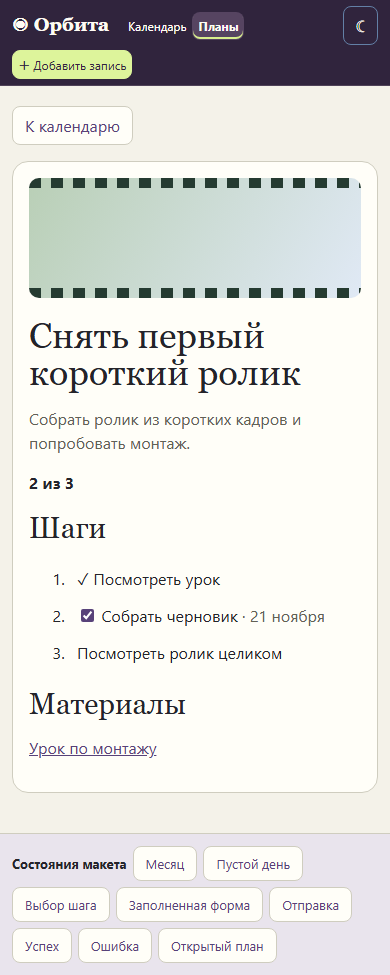 Орбита Календарь Планы
+ Добавить запись
К календарю
Снять первый
короткий ролик
Собрать ролик из коротких кадров и
попробовать монтаж.
2 из 3
Шаги
1. ✓ Посмотреть урок
2. Собрать черновик · 21 ноября
3. Посмотреть ролик целиком
Материалы
Урок по монтажу
Состояния макета Месяц Пустой день
Выбор шага Заполненная форма Отправка
Успех Ошибка Открытый план